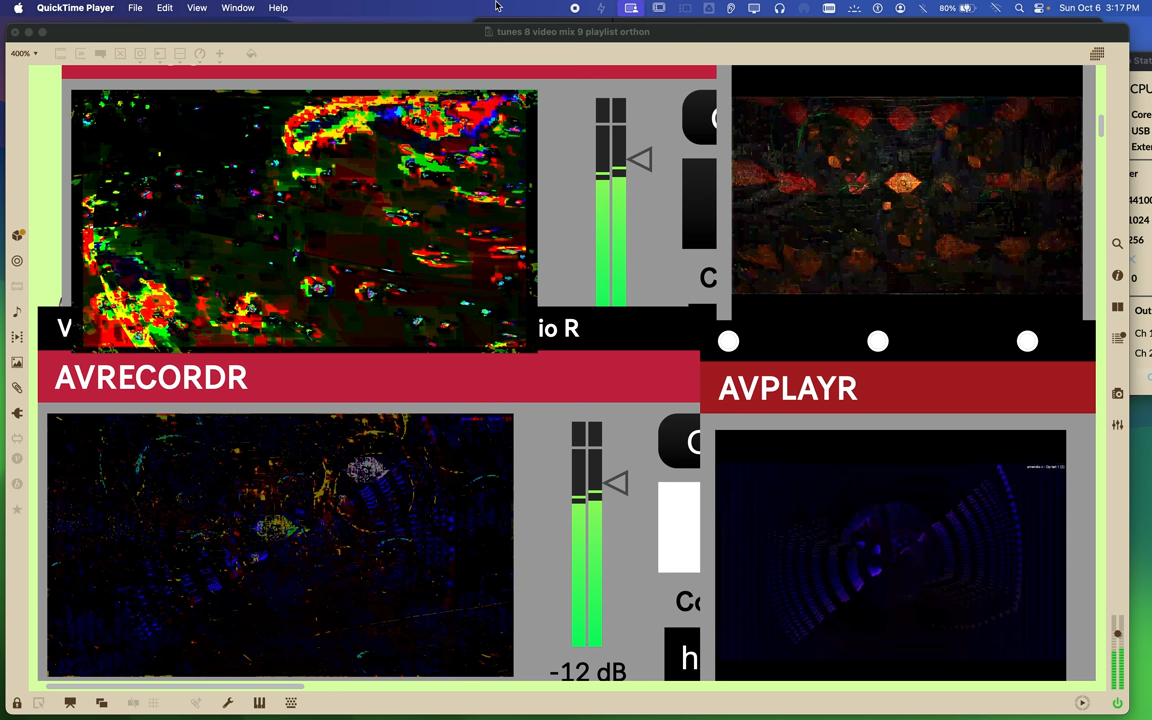 QuickTime Player File Edit View Window Help 80% Sun Oct 6 3:17 PM
tunes 8 video mix 9 playlist orthon
400%
Stat
CPU
Core
USB
Exter
er
44100
1024
256
0
Out
Ch 1
Ch 2
C
C
V io R
AVRECORDR
AVPLAYR
C
Co
h
-12 dB